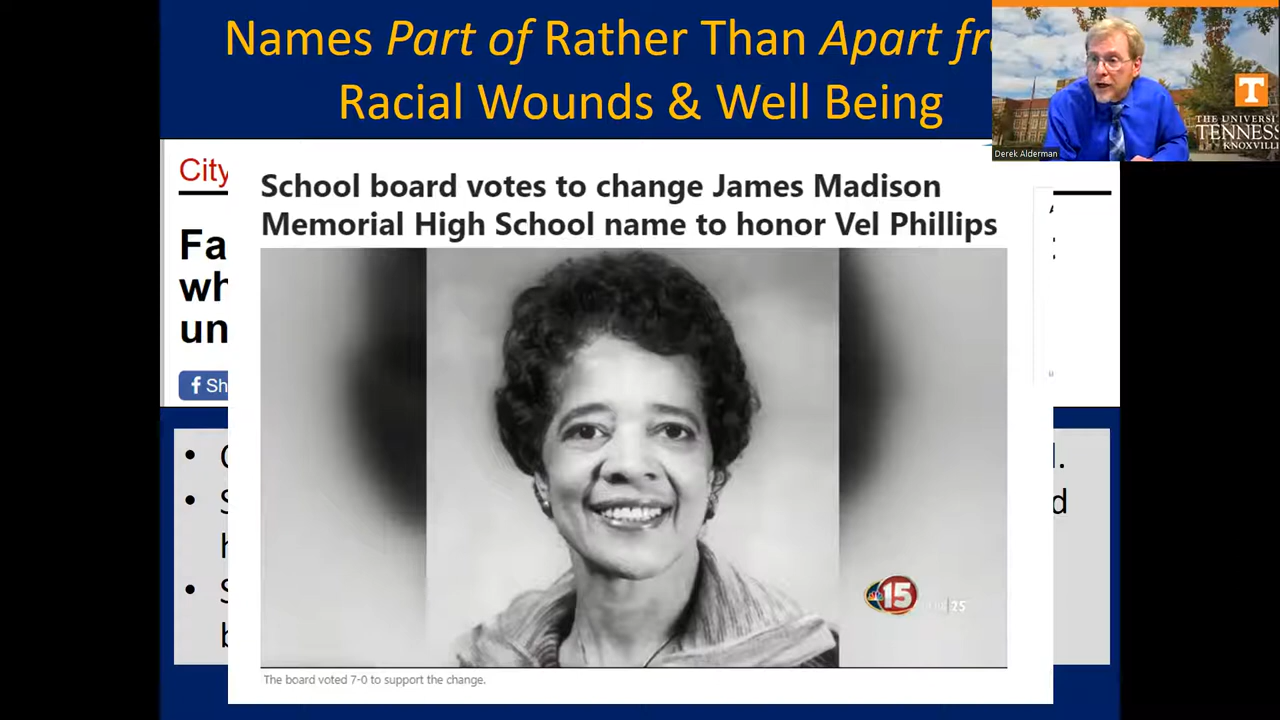 Names Part of Rather Than Apart
Racial Wounds & Well Being
Derek Alderman
T
THE UNIVERSI
TENNESS
KNOXVILL
City
School board votes to change James Madison
Memorial High School name to honor Vel Phillips
Fa
wh
un
f Sh
15
25
The board voted 7-0 to support the change.